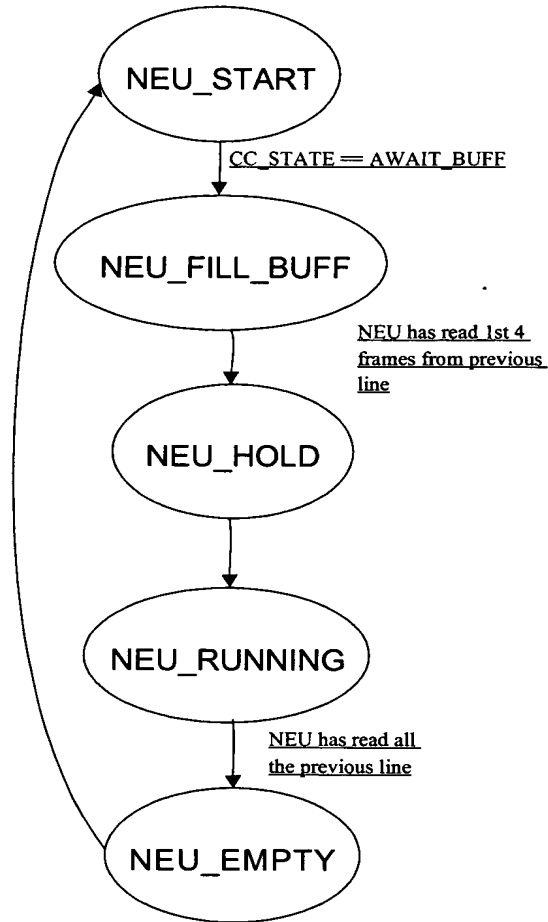 NEU_START
CC_STATE == AWAIT_BUFF
NEU_FILL_BUFF
NEU has read 1st 4
frames from previous
line
NEU_HOLD
NEU_RUNNING
NEU has read all
the previous line
NEU_EMPTY